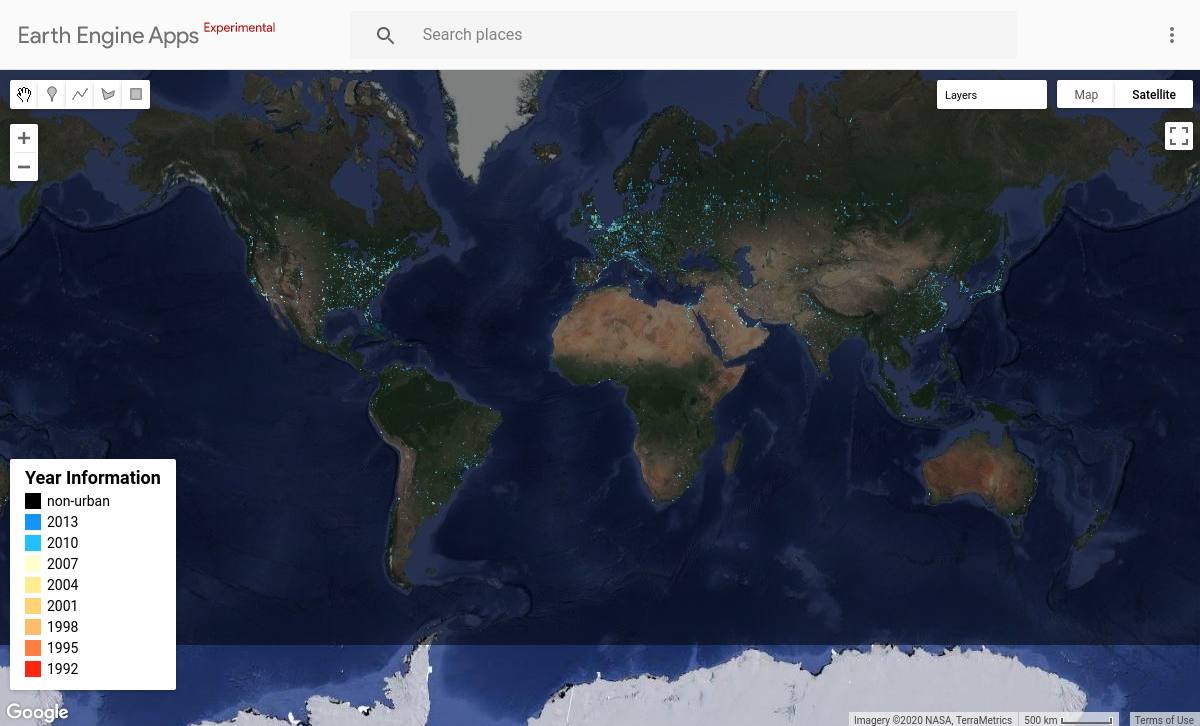 Earth Engine Apps Experimental
Search places
Layers
Map Satellite
+
−
Year Information
non-urban
2013
2010
2007
2004
2001
1998
1995
1992
Google
Imagery ©2020 NASA, TerraMetrics 500 km Terms of Use